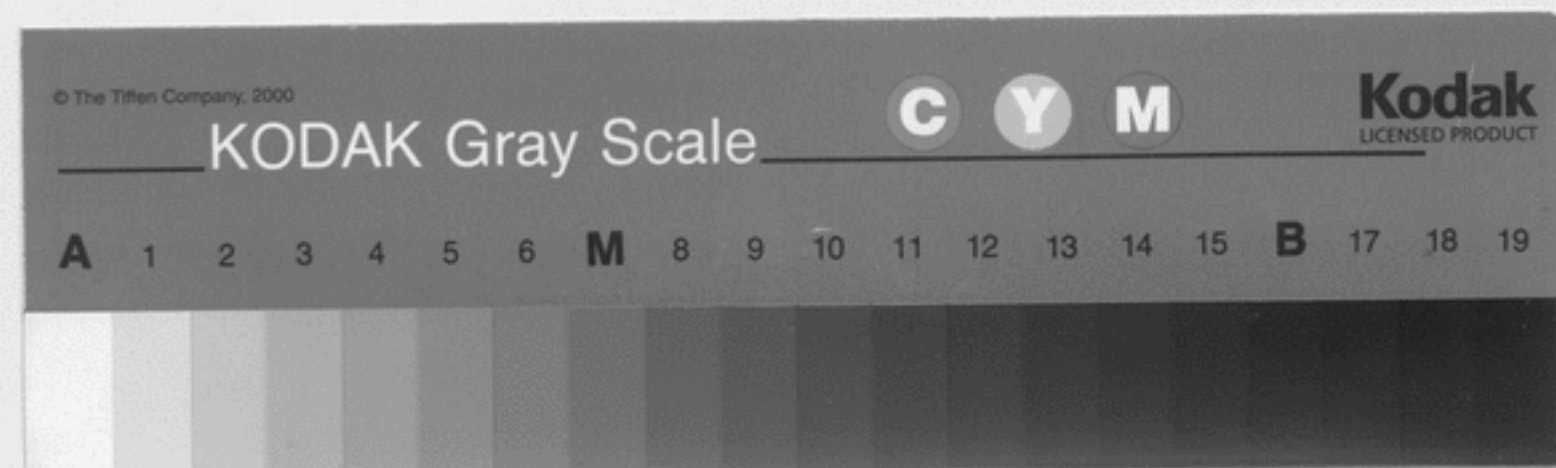 © The Tiffen Company, 2000
KODAK Gray Scale
C Y M
Kodak
LICENSED PRODUCT
A 1 2 3 4 5 6 M 8 9 10 11 12 13 14 15 B 17 18 19